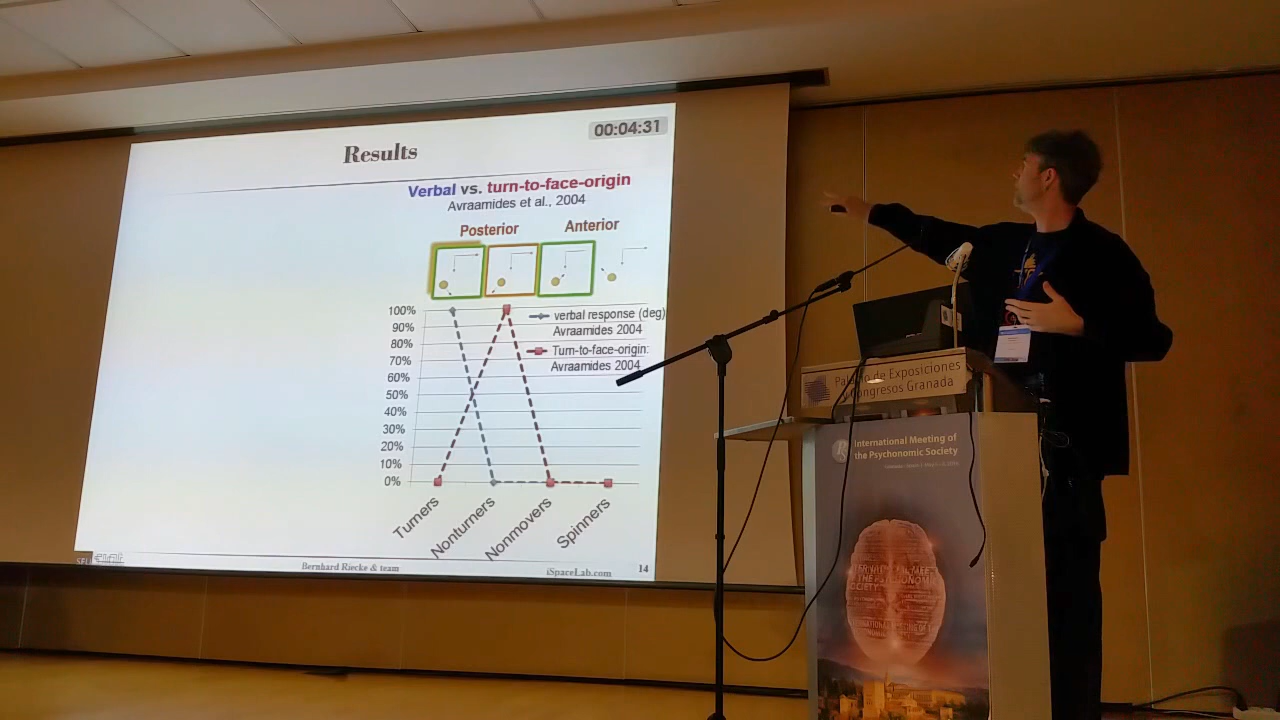 00:04:31
Results
Verbal vs. turn-to-face-origin
Avraamides et al., 2004
Posterior Anterior
100%
90%
80%
70%
60%
50%
40%
30%
20%
10%
0%
verbal response (deg)
Avraamides 2004
Turn-to-face-origin:
Avraamides 2004
Turners
Nonturners
Nonmovers
Spinners
SFU
Bernhard Riecke & team
iSpaceLab.com
14
de Exposiciones
Congresos Granada
International Meeting of
the Psychonomic Society